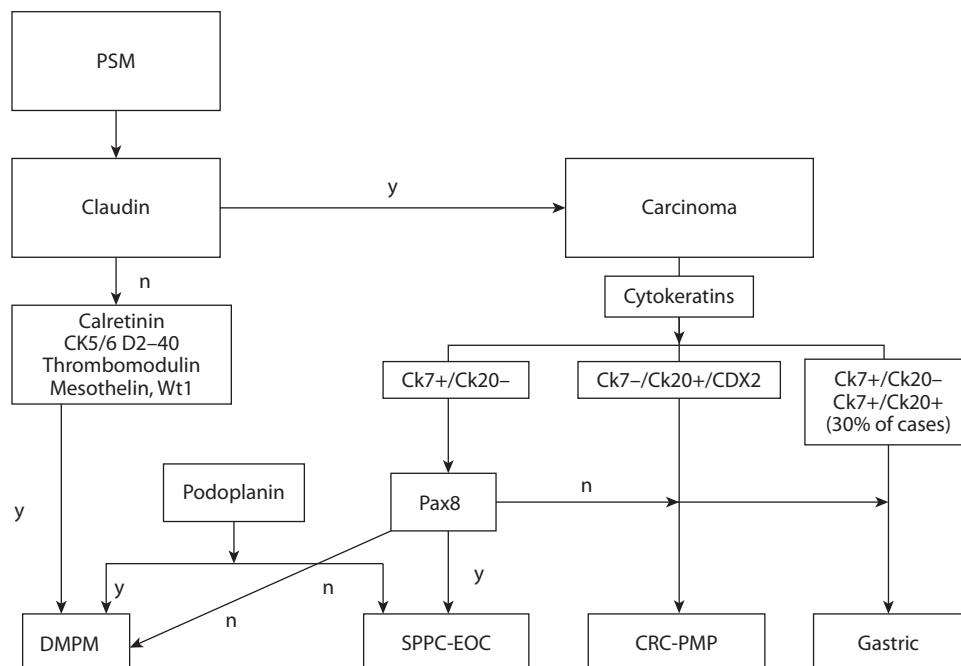 PSM
Claudin
y
Carcinoma
n
Cytokeratins
Calretinin
CK5/6 D2–40
Thrombomodulin
Mesothelin, Wt1
Ck7+/Ck20–
Ck7–/Ck20+/CDX2
Ck7+/Ck20–
Ck7+/Ck20+
(30% of cases)
Podoplanin
Pax8
n
y
y
n
y
n
DMPM
SPPC-EOC
CRC-PMP
Gastric